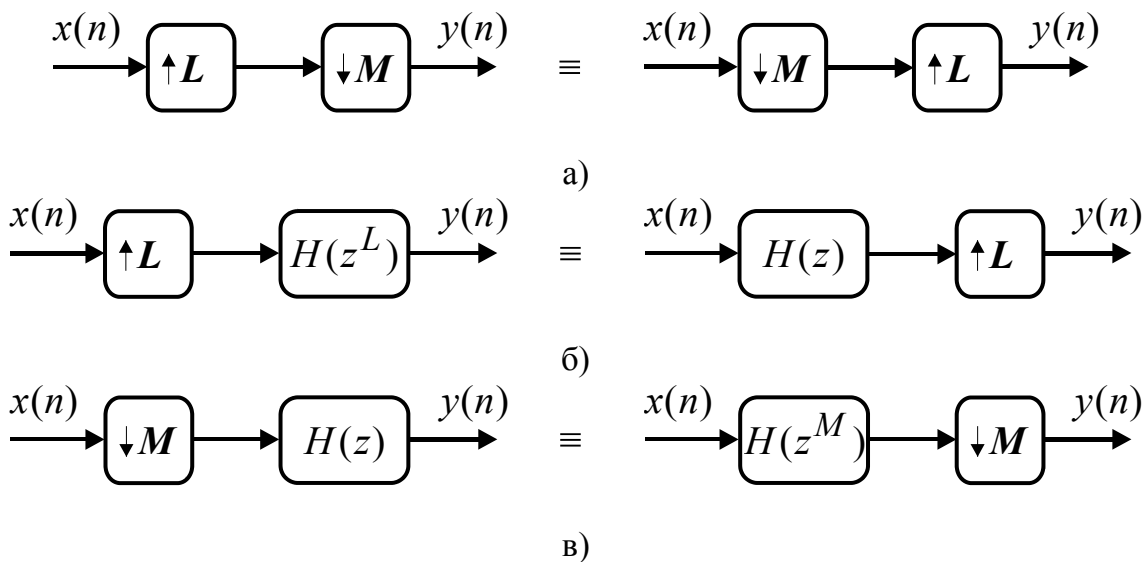 x(n) ↑L ↓M y(n) ≡ x(n) ↓M ↑L y(n)
а)
x(n) ↑L H(z^L) y(n) ≡ x(n) H(z) ↑L y(n)
б)
x(n) ↓M H(z) y(n) ≡ x(n) H(z^M) ↓M y(n)
в)